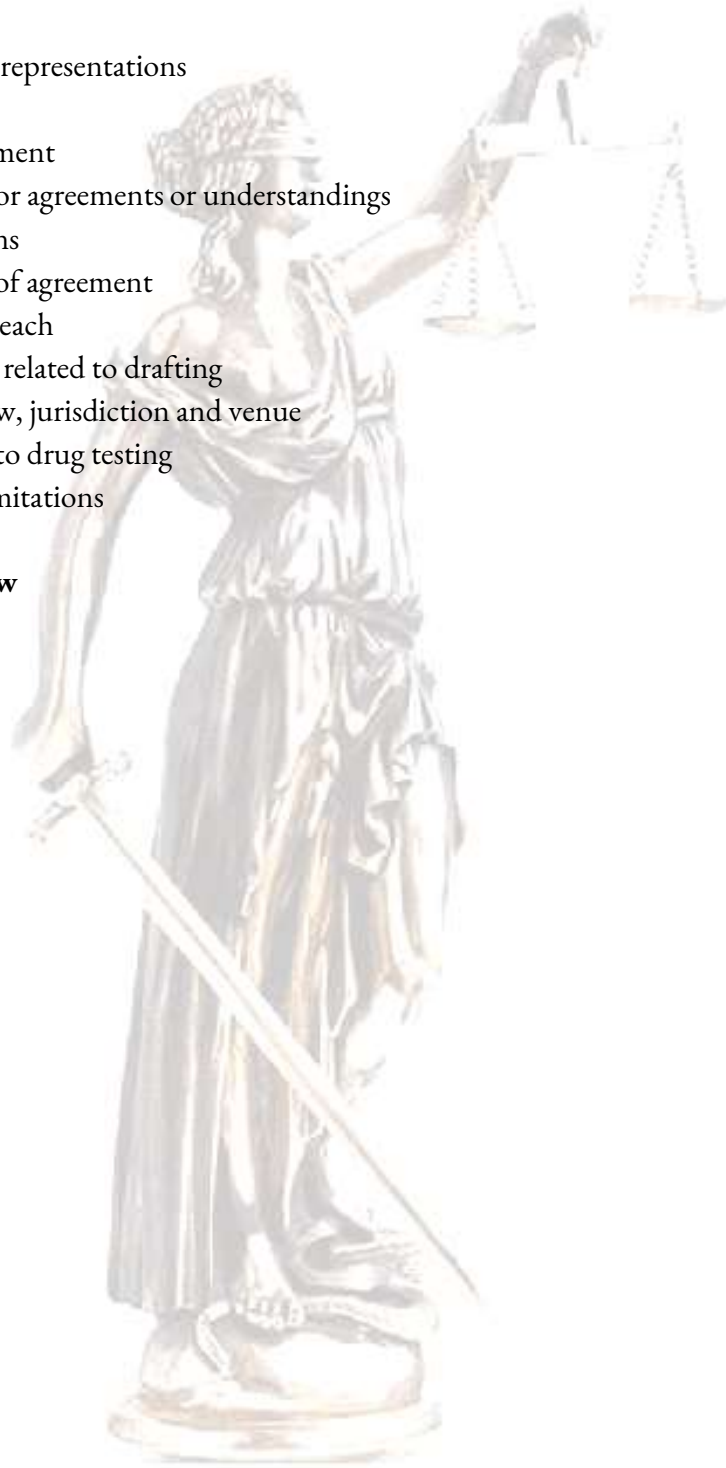 representations
ment
or agreements or understandings
ns
of agreement
each
related to drafting
w, jurisdiction and venue
to drug testing
mitations
w